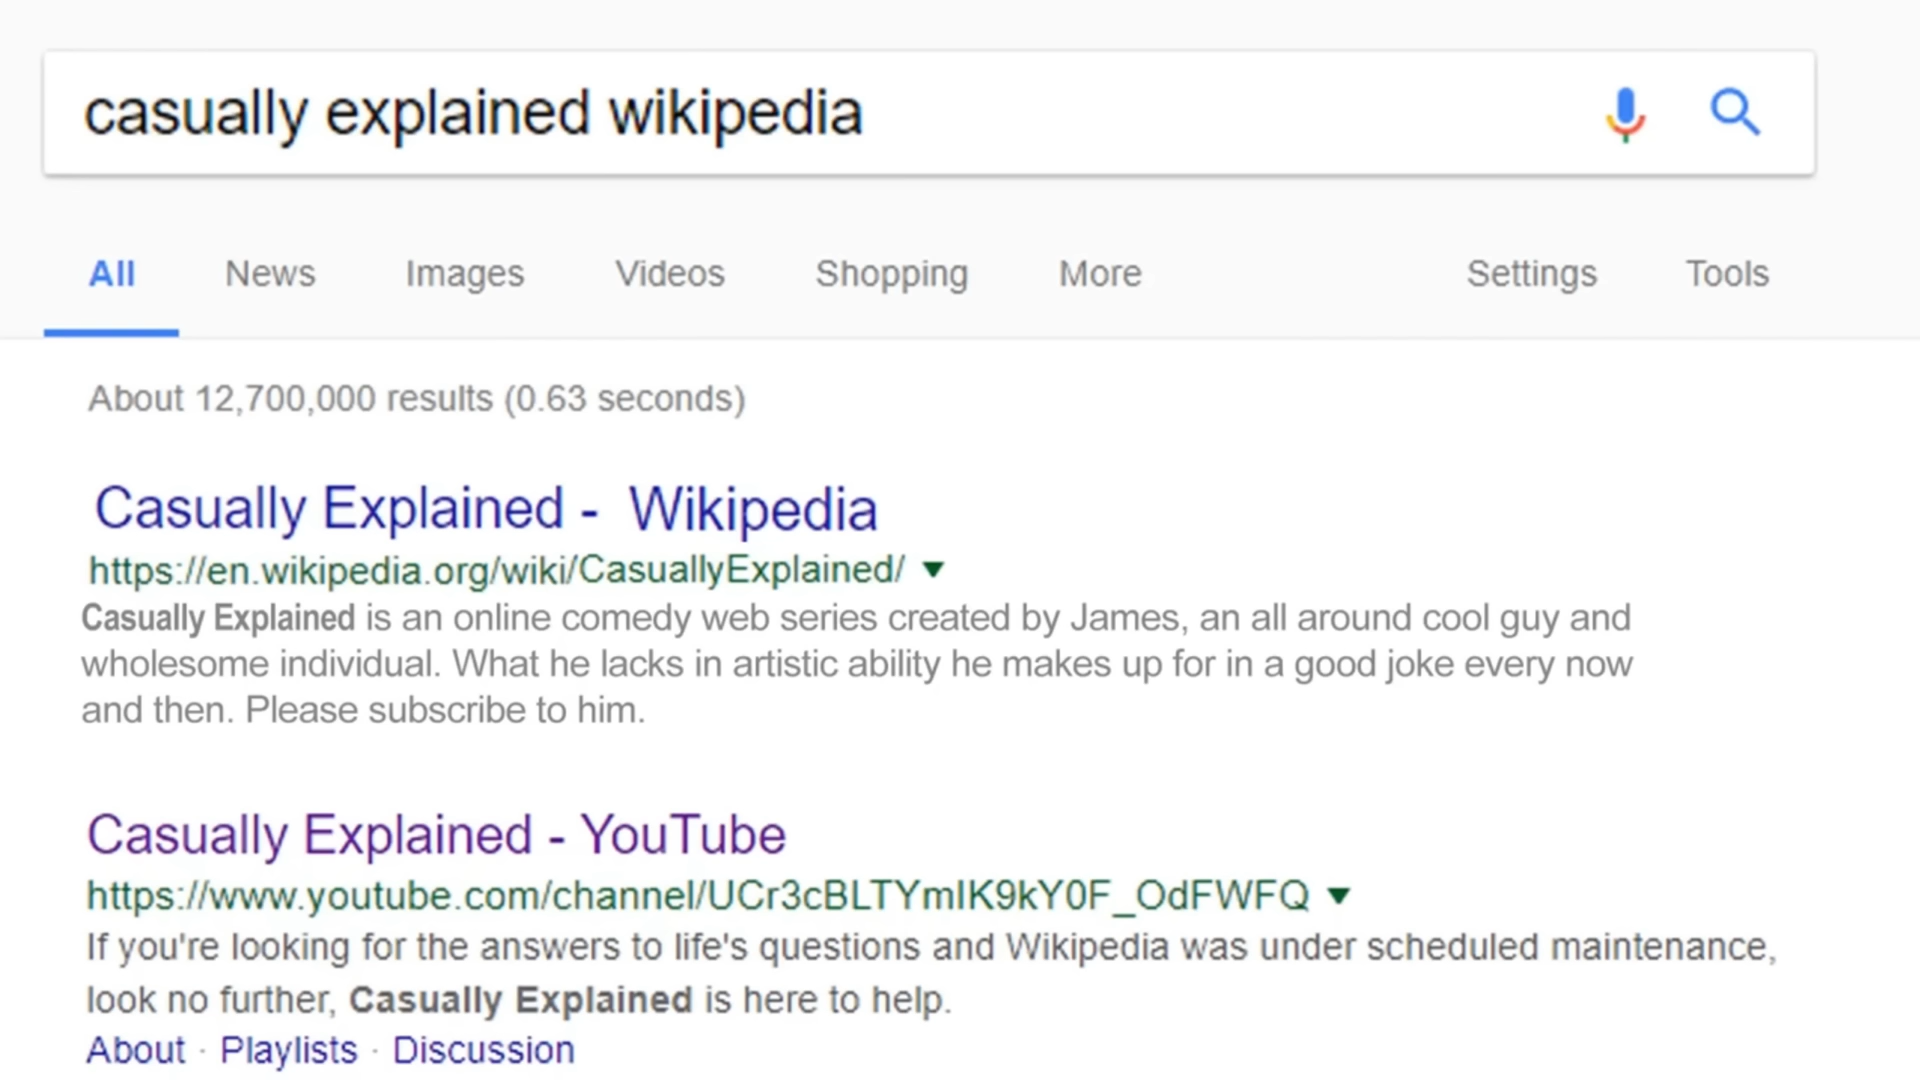 casually explained wikipedia
All News Images Videos Shopping More Settings Tools
About 12,700,000 results (0.63 seconds)
Casually Explained - Wikipedia
https://en.wikipedia.org/wiki/CasuallyExplained/
Casually Explained is an online comedy web series created by James, an all around cool guy and
wholesome individual. What he lacks in artistic ability he makes up for in a good joke every now
and then. Please subscribe to him.
Casually Explained - YouTube
https://www.youtube.com/channel/UCr3cBLTYmIK9kY0F_OdFWFQ
If you're looking for the answers to life's questions and Wikipedia was under scheduled maintenance,
look no further, Casually Explained is here to help.
About · Playlists · Discussion